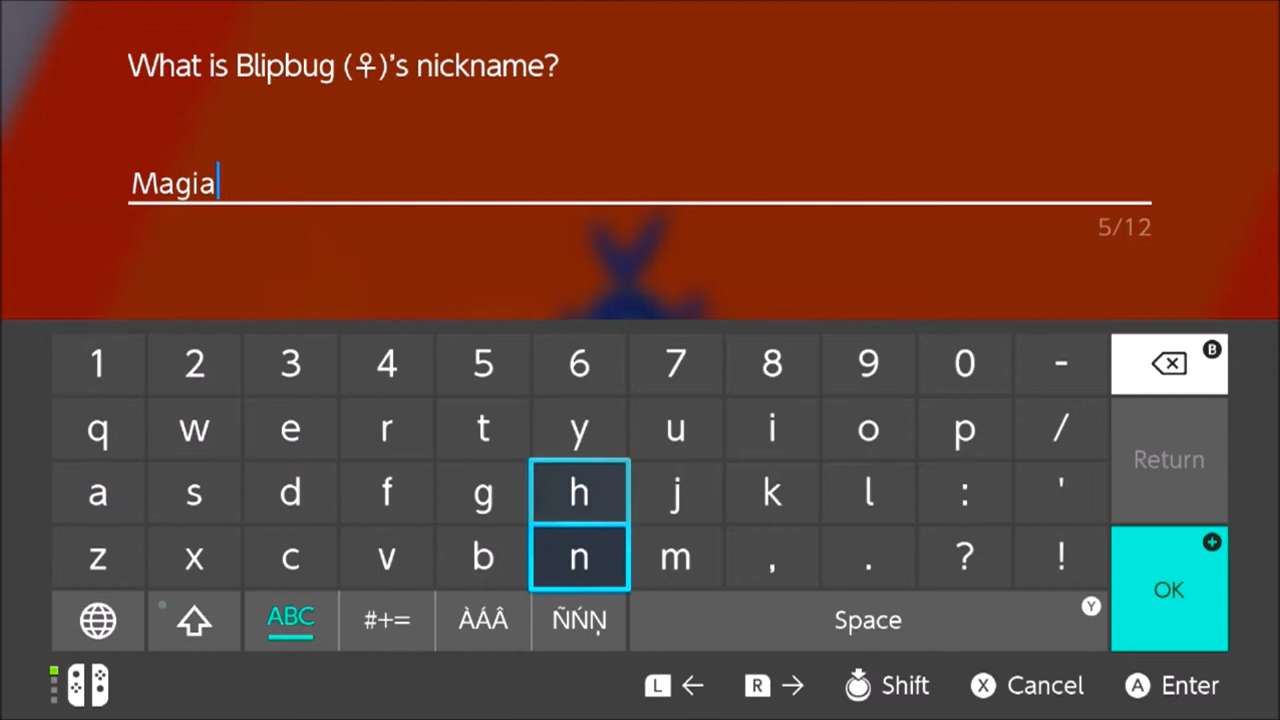 What is Blipbug (♀)'s nickname?
Magia
5/12
1 2 3 4 5 6 7 8 9 0 - B
q w e r t y u i o p / Return
a s d f g h j k l : '
z x c v b n m , . ? ! + OK
ABC #+= ÀÁÂ ÑŃŅ Space Y
L ← R → Shift X Cancel A Enter